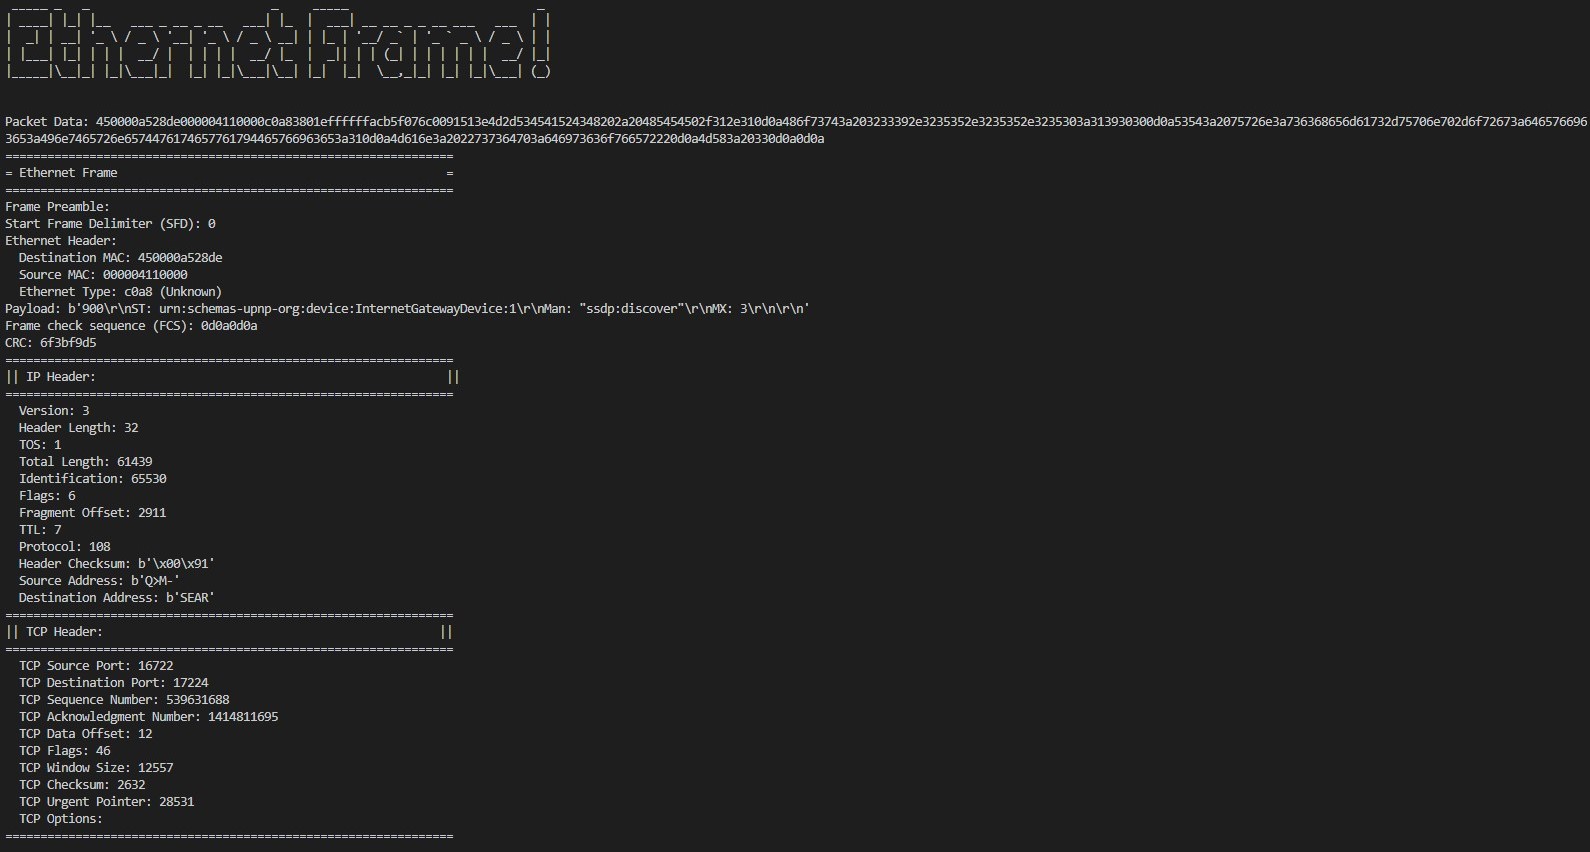 Ethernet Frame!
Packet Data: 450000a528de000004110000c0a83801effffffacb5f076c0091513e4d2d534541524348202a20485454502f312e310d0a486f73743a203233392e3235352e3235352e3235303a313930300d0a53543a2075726e3a736368656d61732d75706e702d6f72673a646576696
3653a496e7465726e6574476174657761794465766963653a310d0a4d616e3a2022737364703a646973636f766572220d0a4d583a20330d0a0d0a
================================================================
= Ethernet Frame                                               =
================================================================
Frame Preamble:
Start Frame Delimiter (SFD): 0
Ethernet Header:
  Destination MAC: 450000a528de
  Source MAC: 000004110000
  Ethernet Type: c0a8 (Unknown)
Payload: b'900\r\nST: urn:schemas-upnp-org:device:InternetGatewayDevice:1\r\nMan: "ssdp:discover"\r\nMX: 3\r\n\r\n'
Frame check sequence (FCS): 0d0a0d0a
CRC: 6f3bf9d5
================================================================
|| IP Header:                                                  ||
================================================================
  Version: 3
  Header Length: 32
  TOS: 1
  Total Length: 61439
  Identification: 65530
  Flags: 6
  Fragment Offset: 2911
  TTL: 7
  Protocol: 108
  Header Checksum: b'\x00\x91'
  Source Address: b'Q>M-'
  Destination Address: b'SEAR'
================================================================
|| TCP Header:                                                ||
================================================================
  TCP Source Port: 16722
  TCP Destination Port: 17224
  TCP Sequence Number: 539631688
  TCP Acknowledgment Number: 1414811695
  TCP Data Offset: 12
  TCP Flags: 46
  TCP Window Size: 12557
  TCP Checksum: 2632
  TCP Urgent Pointer: 28531
  TCP Options:
================================================================